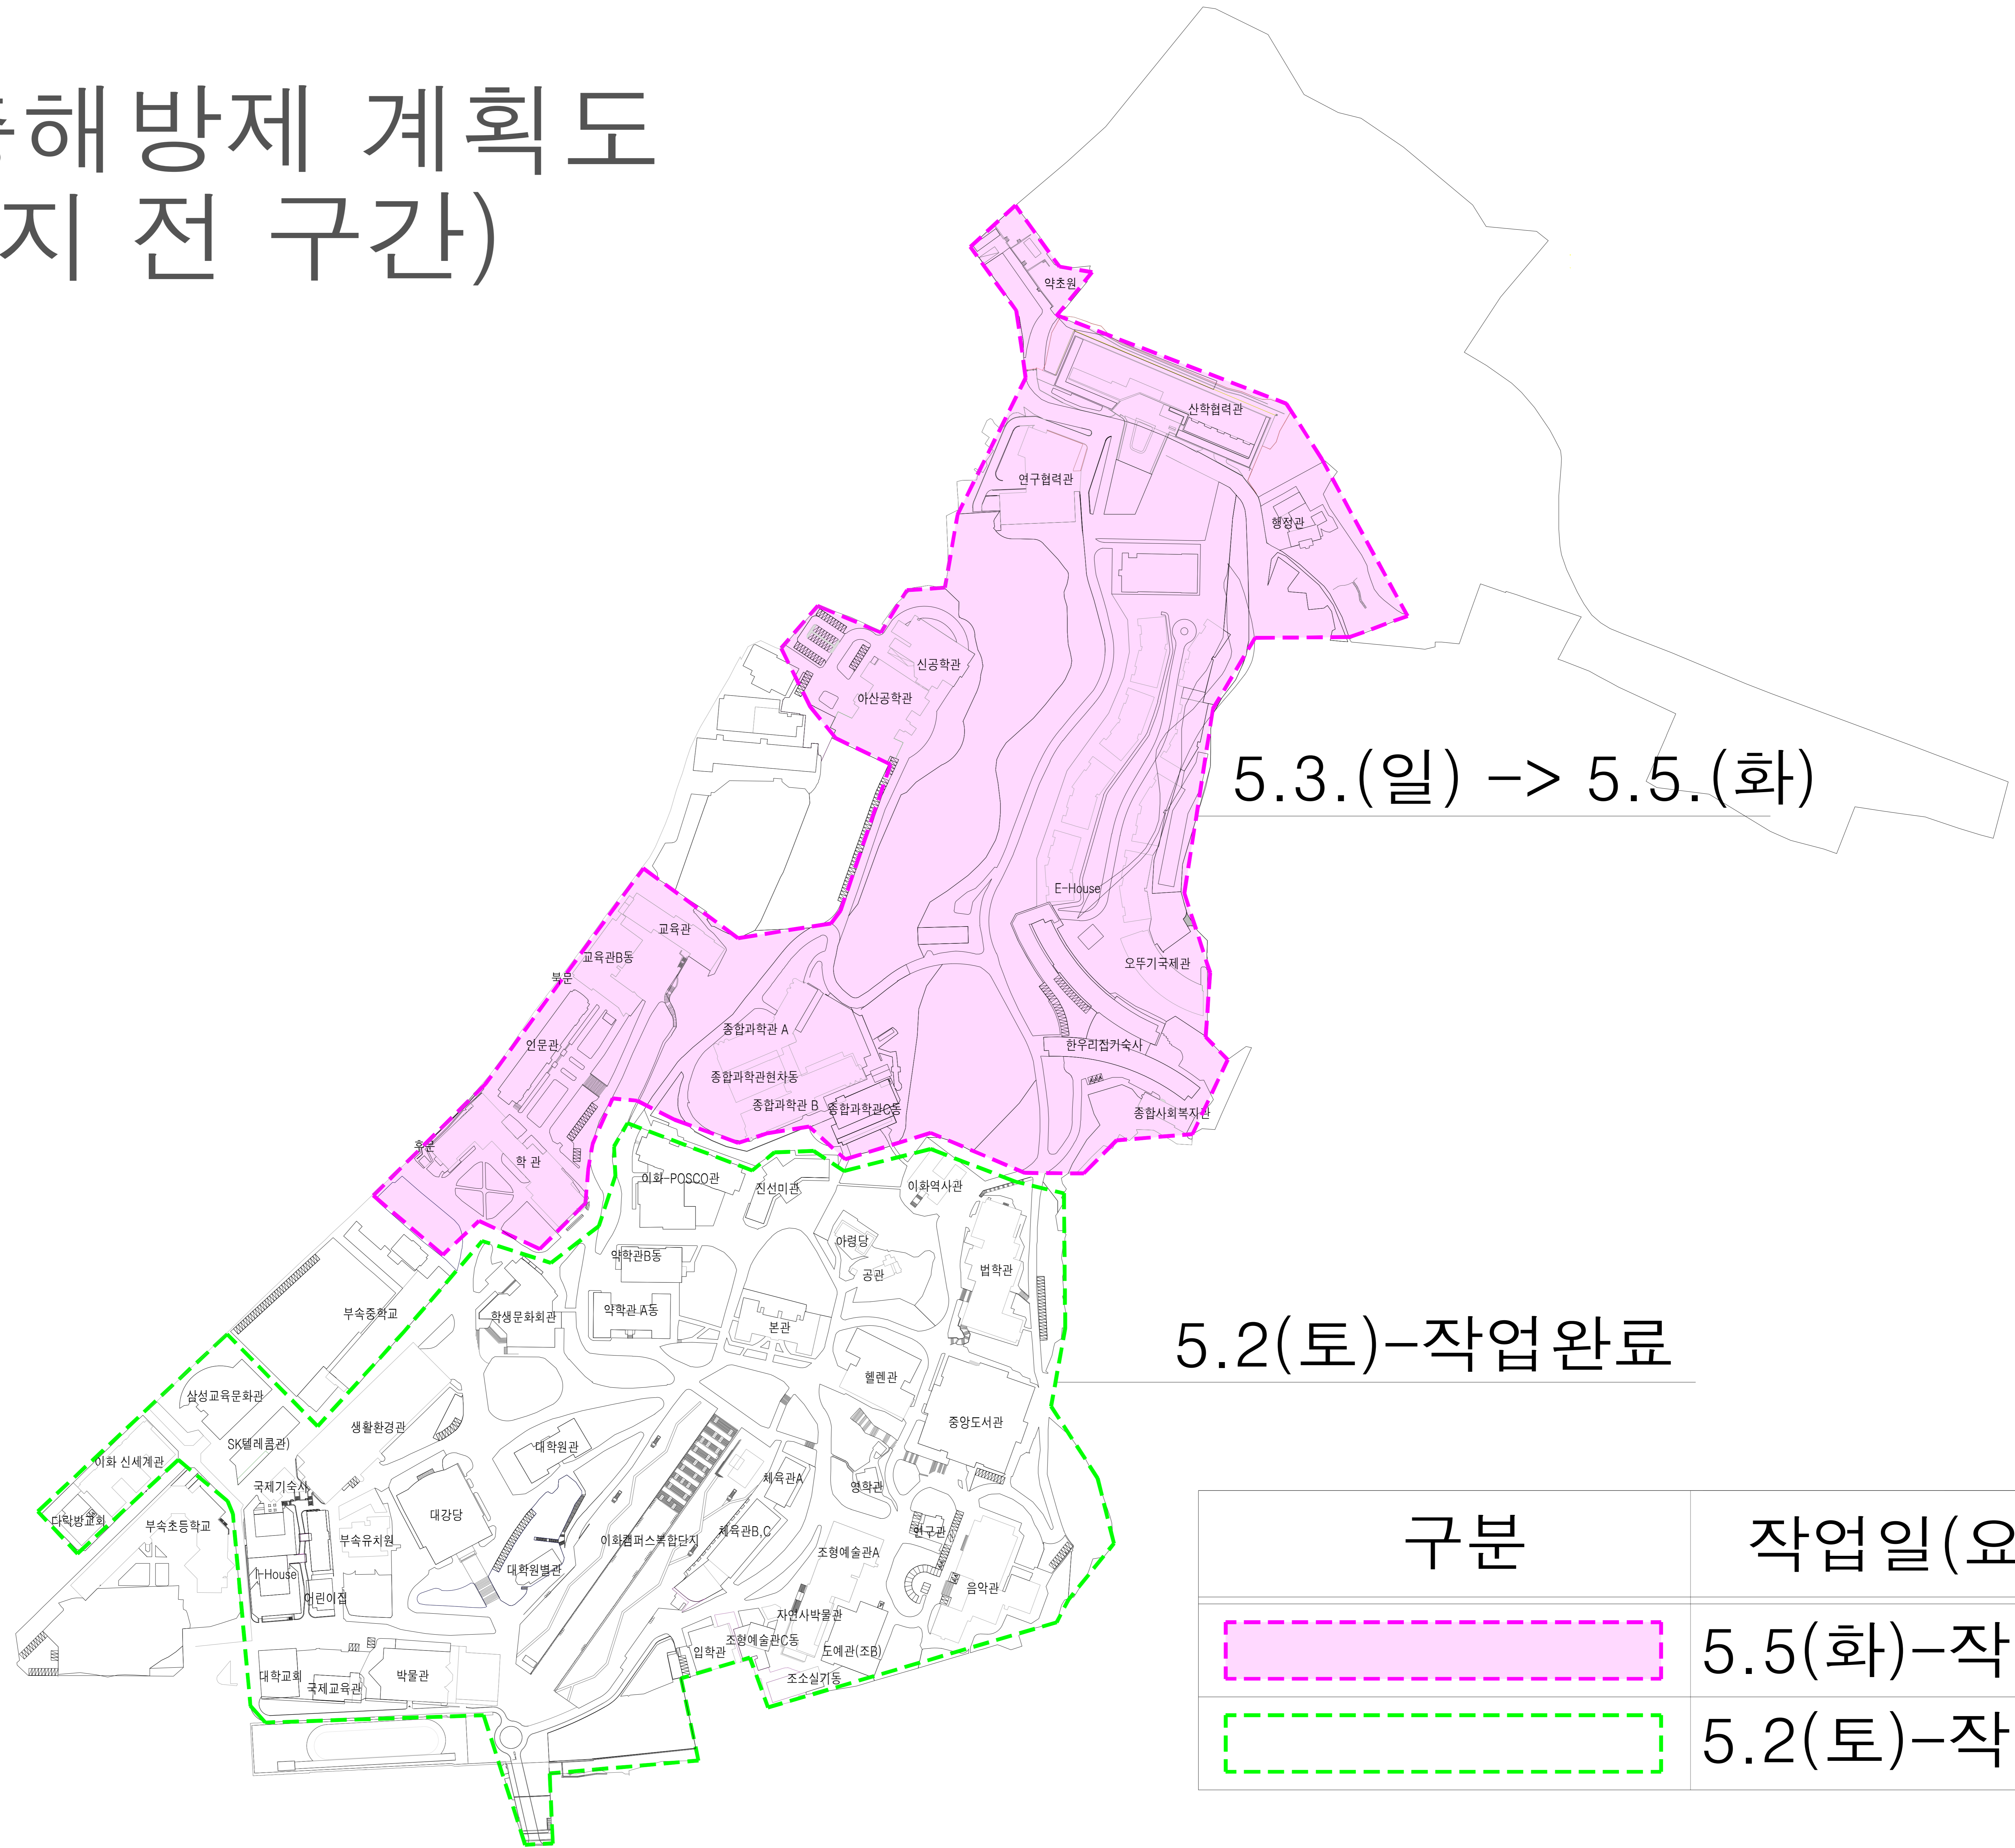 해방제 계획도
지 전 구간)
약초원
산학협력관
연구협력관
행정관
신공학관
아산공학관
5.3.(일) -> 5.5.(화)
E-House
교육관
교육관B동
오뚜기국제관
북문
종합과학관 A
인문관
한우리집기숙사
종합과학관현차동
종합과학관 B
종합과학관C동
종합사회복지관
후문
학 관
이화-POSCO관
진선미관
이화역사관
아령당
약학관B동
공관
법학관
부속중학교
학생문화회관
약학관 A동
본관
5.2(토)-작업완료
헬렌관
삼성교육문화관
생활환경관
중앙도서관
SK텔레콤관)
대학원관
이화 신세계관
체육관A
영학관
국제기숙사
대강당
다락방교회
부속초등학교
부속유치원
이화캠퍼스복합단지
체육관B,C
연구관
조형예술관A
I-House
대학원별관
음악관
어린이집
자연사박물관
조형예술관C동
입학관
도예관(조B)
대학교회
국제교육관
박물관
조소실기동
구분
작업일(요
5.5(화)-작
5.2(토)-작